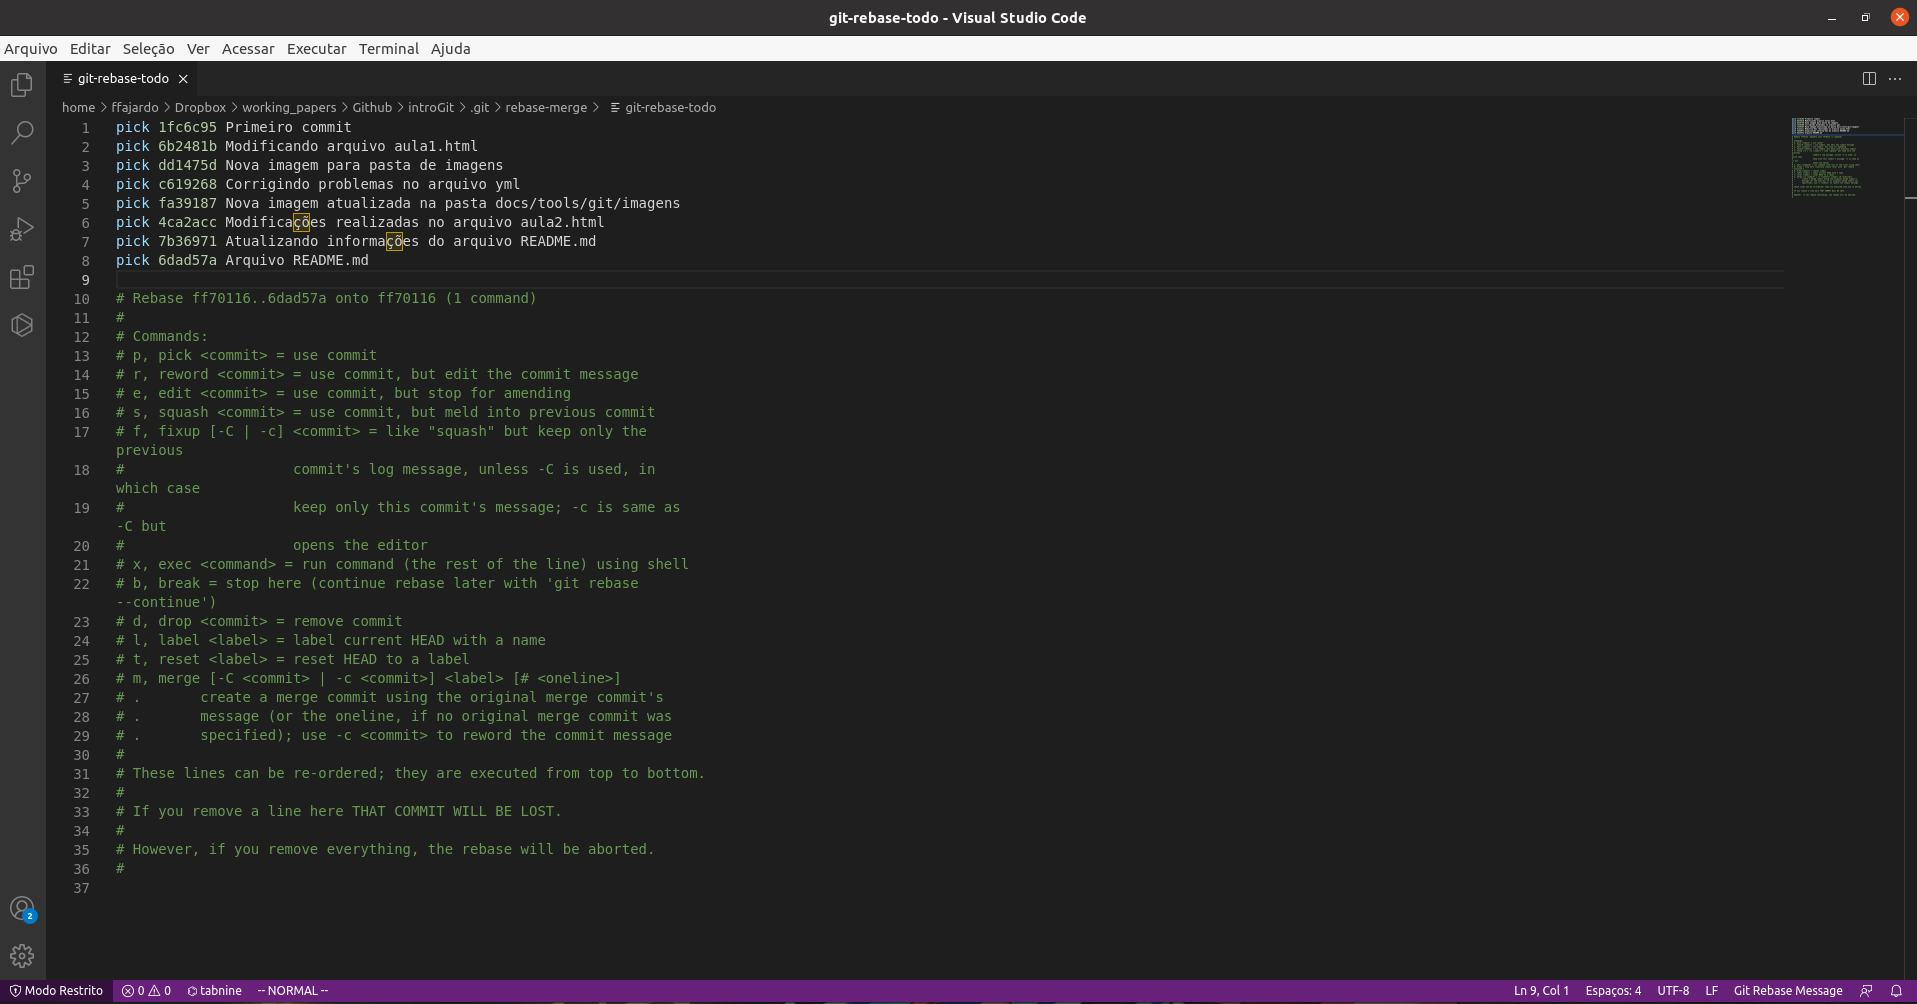 git-rebase-todo - Visual Studio Code
Arquivo Editar Seleção Ver Acessar Executar Terminal Ajuda
git-rebase-todo
home > ffajardo > Dropbox > working_papers > Github > introGit > .git > rebase-merge > git-rebase-todo
1 pick 1fc6c95 Primeiro commit
2 pick 6b2481b Modificando arquivo aula1.html
3 pick dd1475d Nova imagem para pasta de imagens
4 pick c619268 Corrigindo problemas no arquivo yml
5 pick fa39187 Nova imagem atualizada na pasta docs/tools/git/imagens
6 pick 4ca2acc Modificações realizadas no arquivo aula2.html
7 pick 7b36971 Atualizando informações do arquivo README.md
8 pick 6dad57a Arquivo README.md
9
10 # Rebase ff70116..6dad57a onto ff70116 (1 command)
11 #
12 # Commands:
13 # p, pick <commit> = use commit
14 # r, reword <commit> = use commit, but edit the commit message
15 # e, edit <commit> = use commit, but stop for amending
16 # s, squash <commit> = use commit, but meld into previous commit
17 # f, fixup [-C | -c] <commit> = like "squash" but keep only the
previous
18 # commit's log message, unless -C is used, in
which case
19 # keep only this commit's message; -c is same as
-C but
20 # opens the editor
21 # x, exec <command> = run command (the rest of the line) using shell
22 # b, break = stop here (continue rebase later with 'git rebase
--continue')
23 # d, drop <commit> = remove commit
24 # l, label <label> = label current HEAD with a name
25 # t, reset <label> = reset HEAD to a label
26 # m, merge [-C <commit> | -c <commit>] <label> [# <oneline>]
27 # . create a merge commit using the original merge commit's
28 # . message (or the oneline, if no original merge commit was
29 # . specified); use -c <commit> to reword the commit message
30 #
31 # These lines can be re-ordered; they are executed from top to bottom.
32 #
33 # If you remove a line here THAT COMMIT WILL BE LOST.
34 #
35 # However, if you remove everything, the rebase will be aborted.
36 #
37
2
Modo Restrito 0 0 tabnine -- NORMAL -- Ln 9, Col 1 Espaços: 4 UTF-8 LF Git Rebase Message